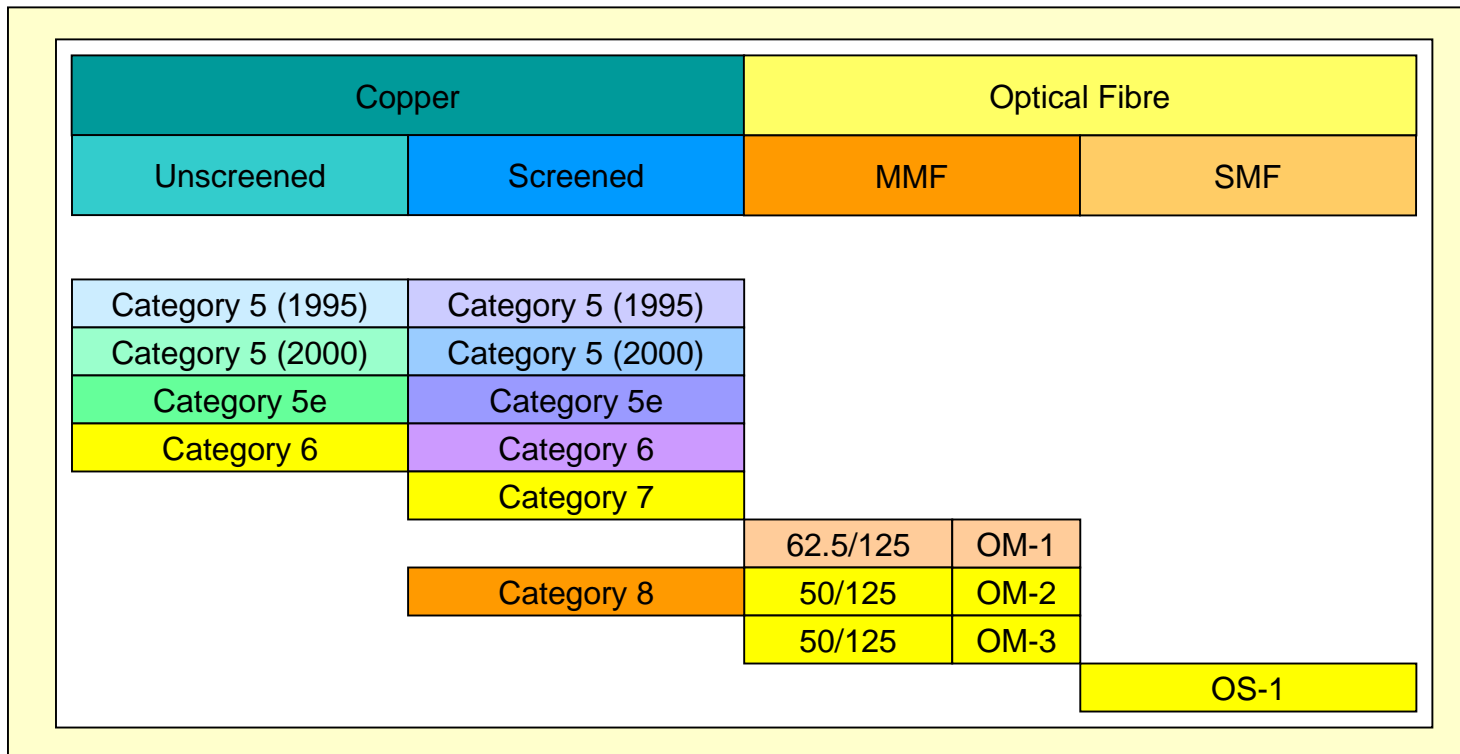 Copper Optical Fibre
Unscreened Screened MMF SMF
Category 5 (1995) Category 5 (1995)
Category 5 (2000) Category 5 (2000)
Category 5e Category 5e
Category 6 Category 6
Category 7
62.5/125 OM-1
Category 8 50/125 OM-2
50/125 OM-3
OS-1